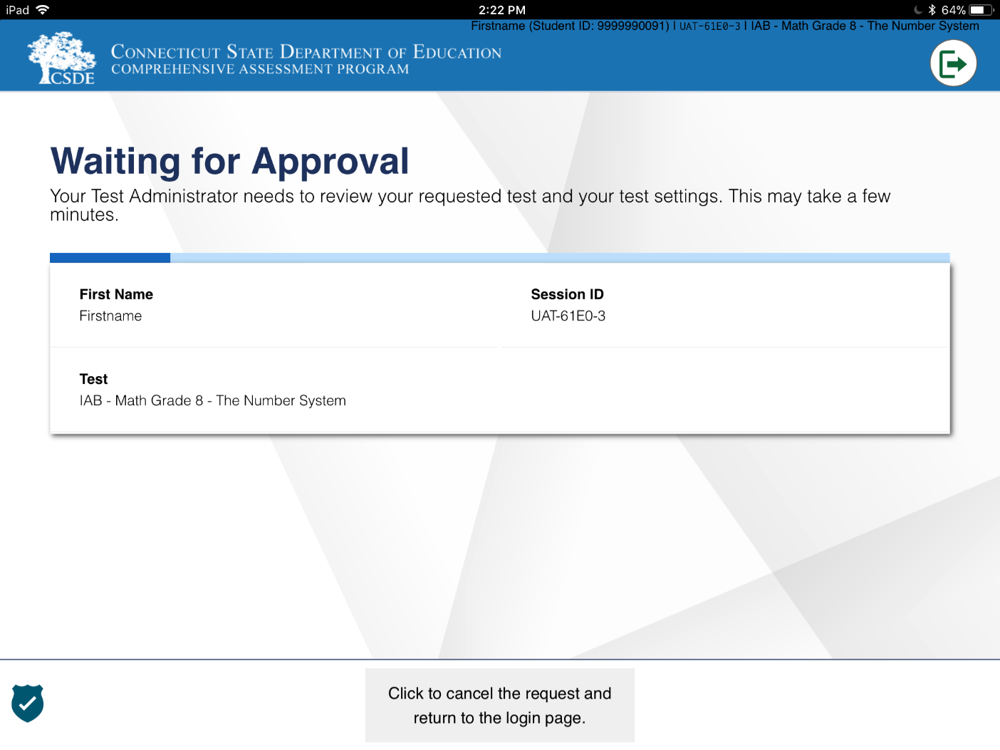 iPad 2:22 PM 64%
Firstname (Student ID: 9999990091) | UAT-61E0-3 | IAB - Math Grade 8 - The Number System
CSDE
CONNECTICUT STATE DEPARTMENT OF EDUCATION
COMPREHENSIVE ASSESSMENT PROGRAM
Waiting for Approval
Your Test Administrator needs to review your requested test and your test settings. This may take a few
minutes.
First Name
Firstname
Session ID
UAT-61E0-3
Test
IAB - Math Grade 8 - The Number System
Click to cancel the request and
return to the login page.